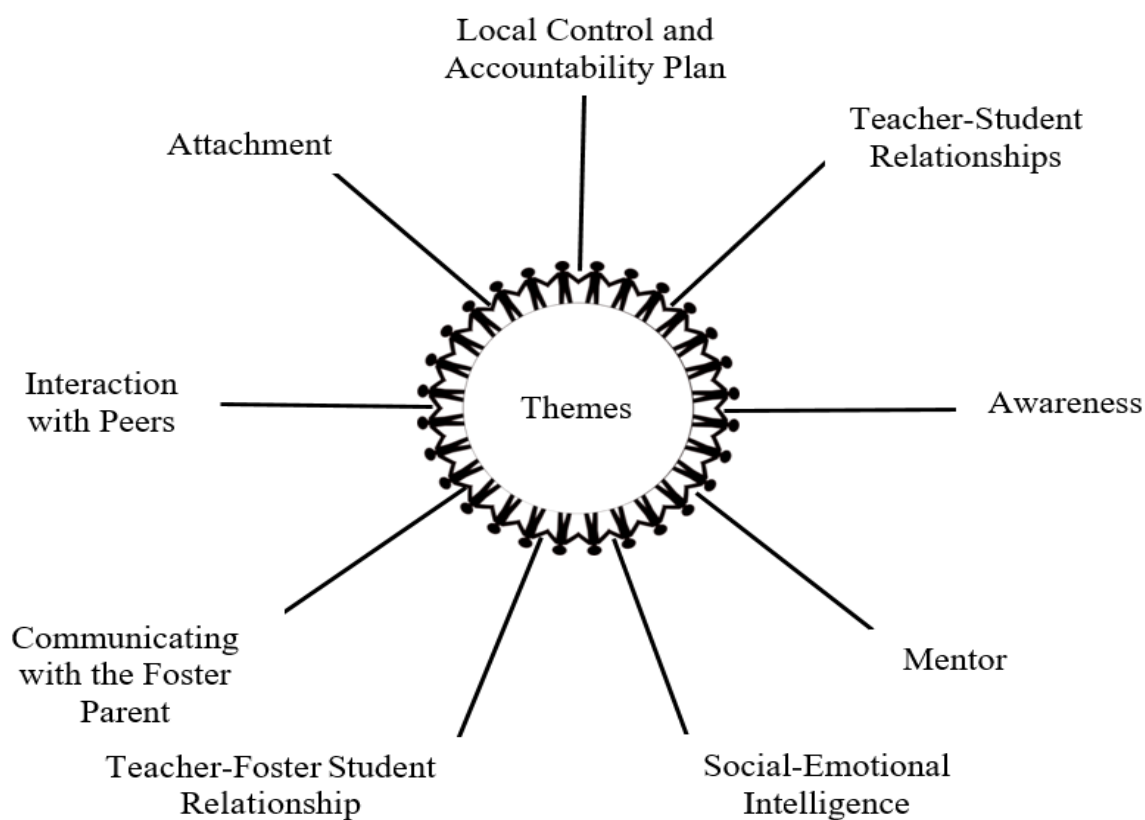 Local Control and
Accountability Plan
Teacher-Student
Relationships
Attachment
Interaction
with Peers
Themes
Awareness
Communicating
with the Foster
Parent
Mentor
Teacher-Foster Student
Relationship
Social-Emotional
Intelligence